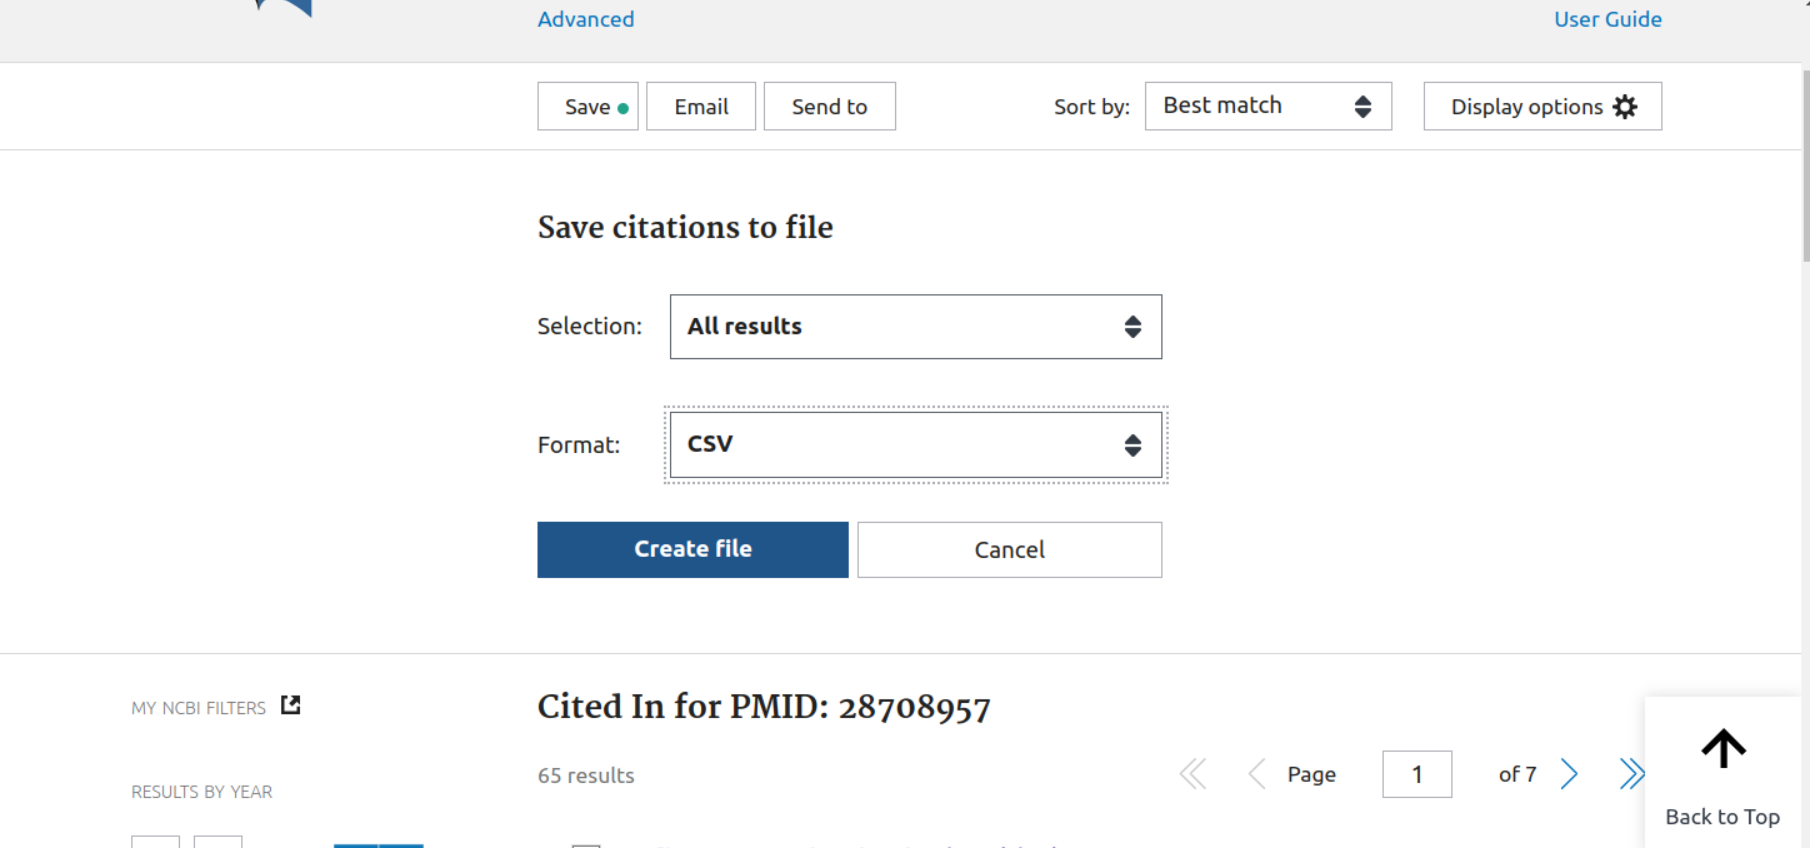 Advanced
User Guide
Save
Email
Send to
Sort by:
Best match
Display options
Save citations to file
Selection:
All results
Format:
CSV
Create file
Cancel
MY NCBI FILTERS
Cited In for PMID: 28708957
65 results
Page
1
of 7
RESULTS BY YEAR
Back to Top